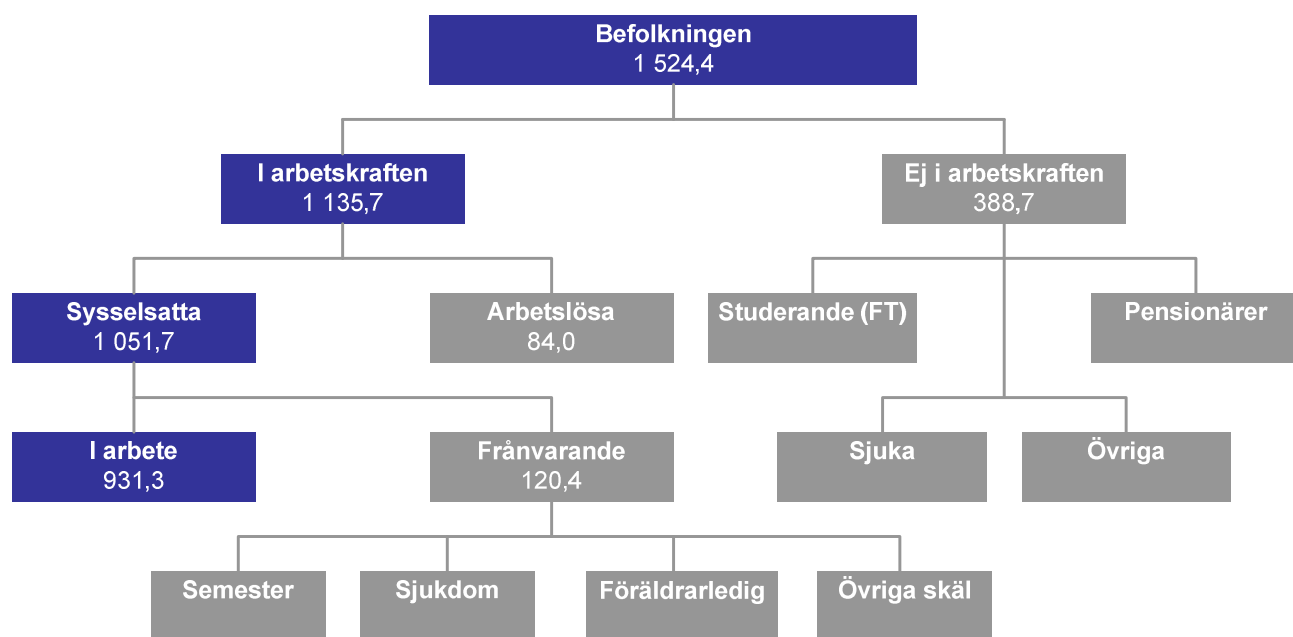 Befolkningen
1 524,4
I arbetskraften
1 135,7
Ej i arbetskraften
388,7
Sysselsatta
1 051,7
Arbetslösa
84,0
Studerande (FT)
Pensionärer
I arbete
931,3
Frånvarande
120,4
Sjuka
Övriga
Semester
Sjukdom
Föräldrarledig
Övriga skäl